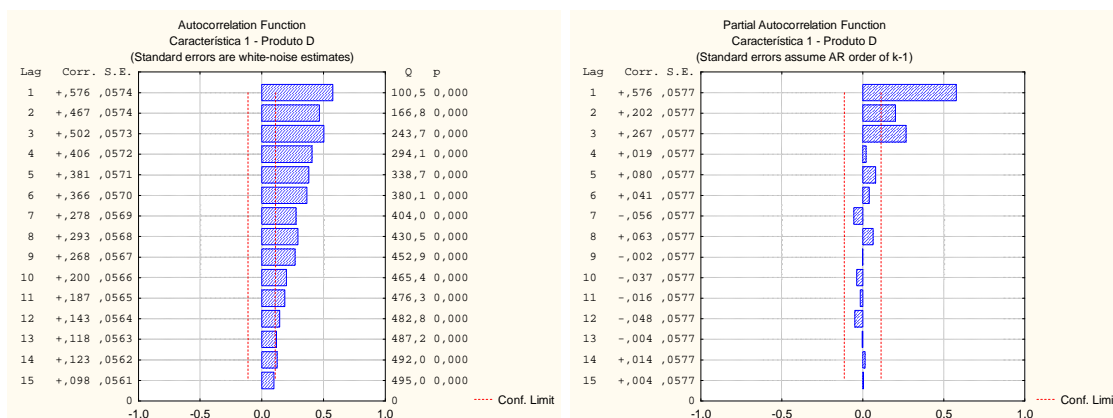 Autocorrelation Function
Característica 1 - Produto D
(Standard errors are white-noise estimates)
Lag Corr. S.E. Q p
1 +,576 ,0574 100,5 0,000
2 +,467 ,0574 166,8 0,000
3 +,502 ,0573 243,7 0,000
4 +,406 ,0572 294,1 0,000
5 +,381 ,0571 338,7 0,000
6 +,366 ,0570 380,1 0,000
7 +,278 ,0569 404,0 0,000
8 +,293 ,0568 430,5 0,000
9 +,268 ,0567 452,9 0,000
10 +,200 ,0566 465,4 0,000
11 +,187 ,0565 476,3 0,000
12 +,143 ,0564 482,8 0,000
13 +,118 ,0563 487,2 0,000
14 +,123 ,0562 492,0 0,000
15 +,098 ,0561 495,0 0,000
0 0
-1.0 -0.5 0.0 0.5 1.0
Conf. Limit
Partial Autocorrelation Function
Característica 1 - Produto D
(Standard errors assume AR order of k-1)
Lag Corr. S.E.
1 +,576 ,0577
2 +,202 ,0577
3 +,267 ,0577
4 +,019 ,0577
5 +,080 ,0577
6 +,041 ,0577
7 -,056 ,0577
8 +,063 ,0577
9 -,002 ,0577
10 -,037 ,0577
11 -,016 ,0577
12 -,048 ,0577
13 -,004 ,0577
14 +,014 ,0577
15 +,004 ,0577
0
-1.0 -0.5 0.0 0.5 1.0
Conf. Limit